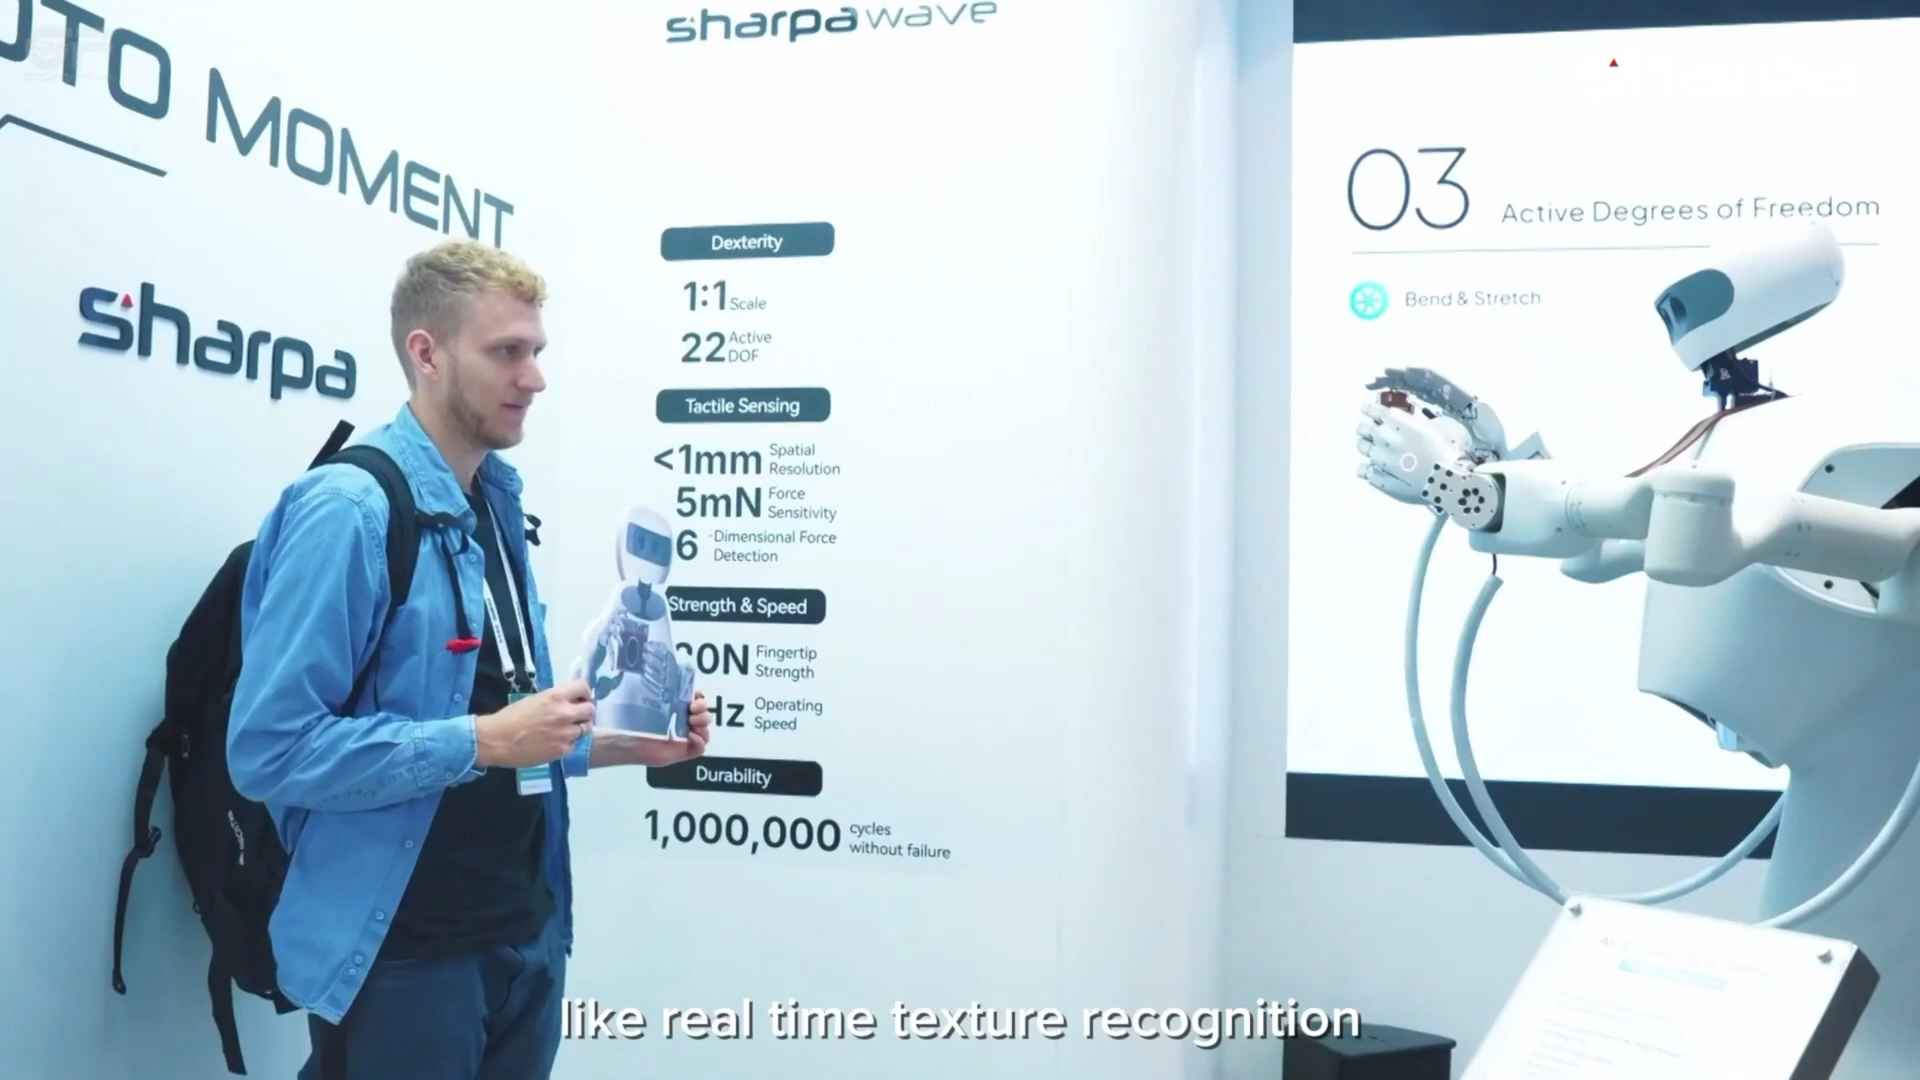 OTO MOMENT
sharpa
sharpa wave
Dexterity
1:1 Scale
22 Active
DOF
Tactile Sensing
<1mm Spatial
Resolution
5mN Force
Sensitivity
6 -Dimensional Force
Detection
Strength & Speed
0N Fingertip
Strength
Hz Operating
Speed
Durability
1,000,000 cycles
without failure
03 Active Degrees of Freedom
Bend & Stretch
like real time texture recognition